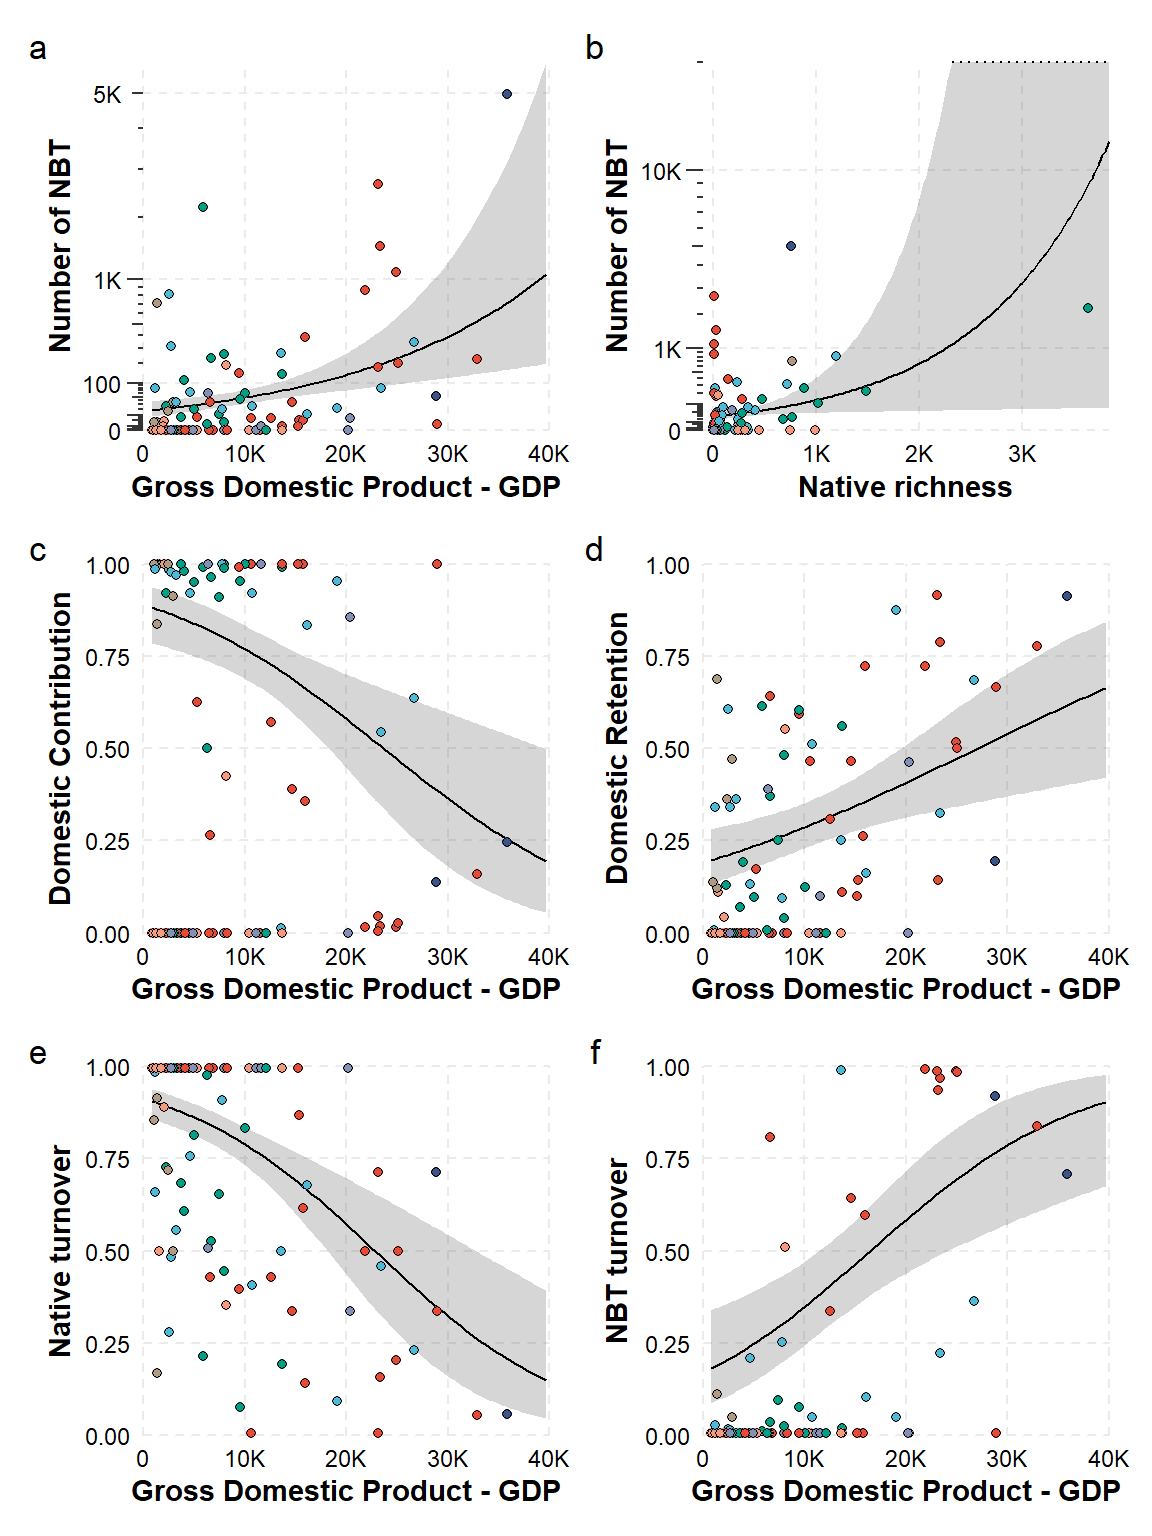 a
b
5K
1K
100
0
Number of NBT
0
10K
20K
30K
40K
Gross Domestic Product - GDP
10K
1K
0
Number of NBT
0
1K
2K
3K
Native richness
c
d
1.00
0.75
0.50
0.25
0.00
Domestic Contribution
0
10K
20K
30K
40K
Gross Domestic Product - GDP
1.00
0.75
0.50
0.25
0.00
Domestic Retention
0
10K
20K
30K
40K
Gross Domestic Product - GDP
e
f
1.00
0.75
0.50
0.25
0.00
Native turnover
0
10K
20K
30K
40K
Gross Domestic Product - GDP
1.00
0.75
0.50
0.25
0.00
NBT turnover
0
10K
20K
30K
40K
Gross Domestic Product - GDP